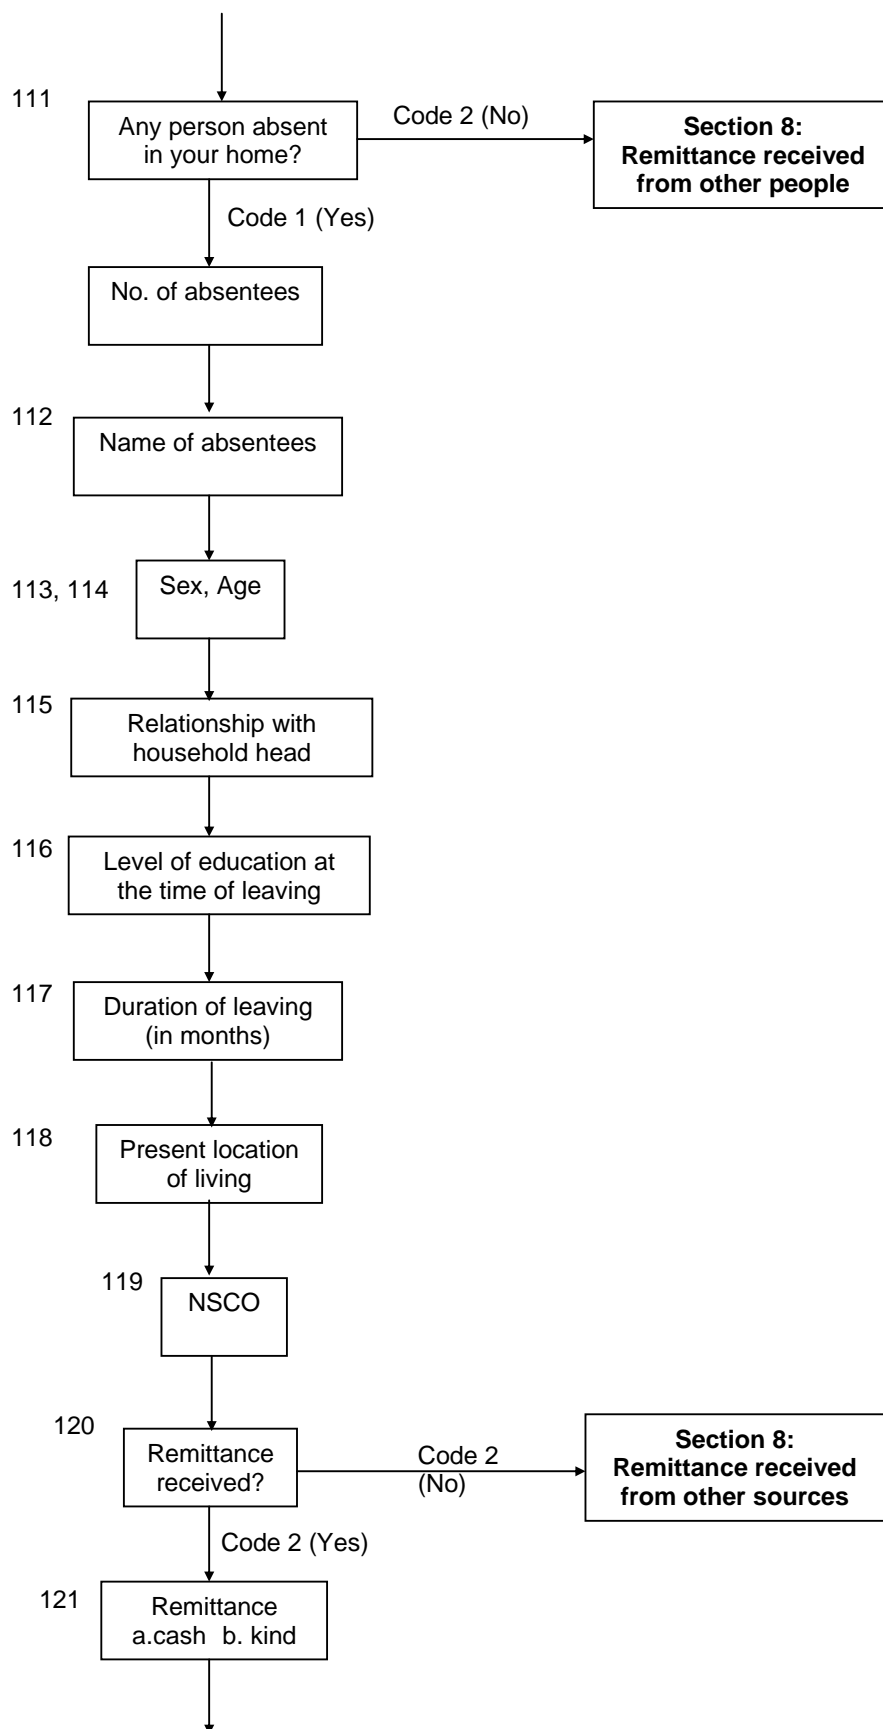 111
Any person absent
in your home?
Code 2 (No)
Section 8:
Remittance received
from other people
Code 1 (Yes)
No. of absentees
112
Name of absentees
113, 114
Sex, Age
115
Relationship with
household head
116
Level of education at
the time of leaving
117
Duration of leaving
(in months)
118
Present location
of living
119
NSCO
120
Remittance
received?
Code 2
(No)
Section 8:
Remittance received
from other sources
Code 2 (Yes)
121
Remittance
a.cash b. kind